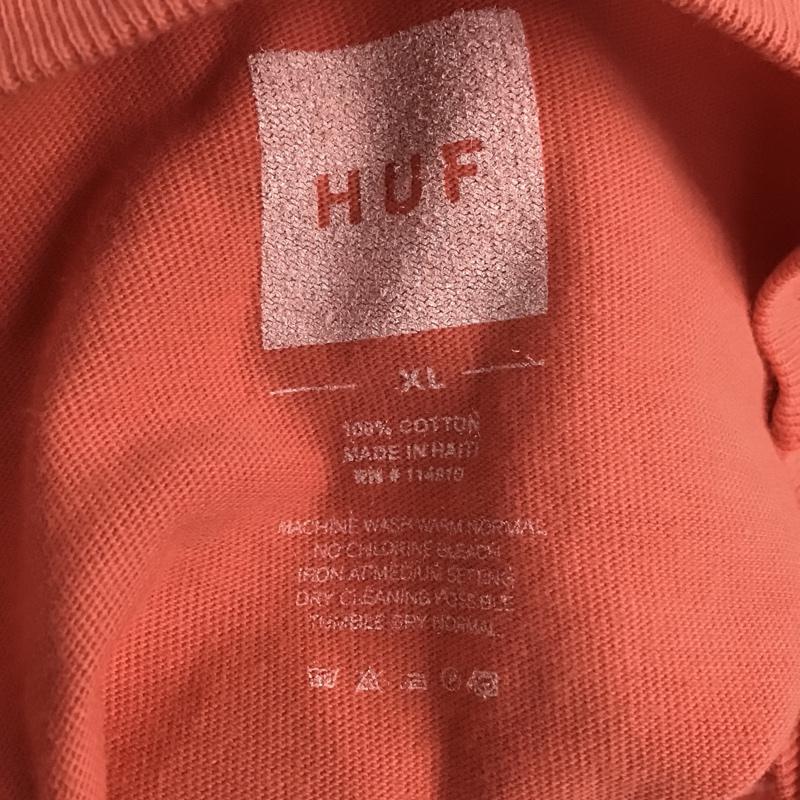 HUF
XL
100% COTTON
MADE IN HAITI
RN # 114810
MACHINE WASH WARM NORMAL
NO CHLORINE BLEACH
IRON AT MEDIUM SETTING
DRY CLEANING POSSIBLE
TUMBLE DRY NORMAL